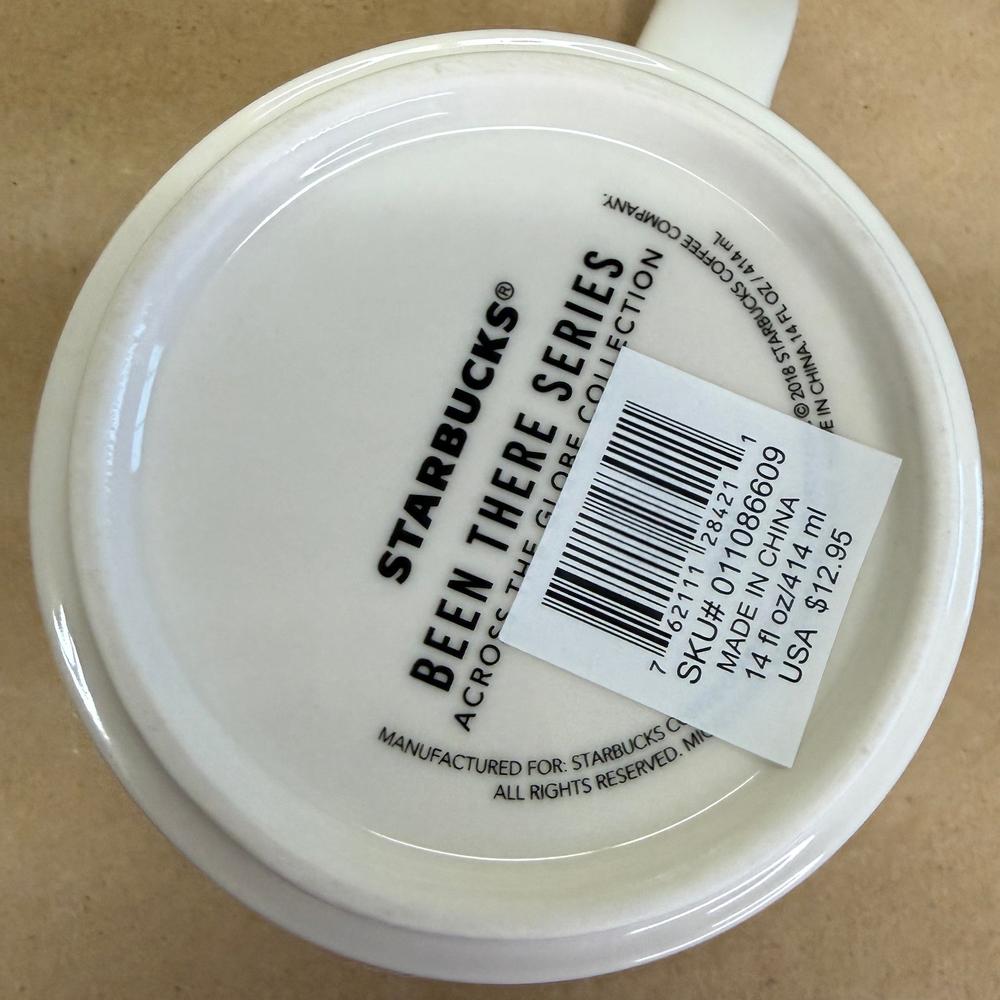 STARBUCKS®
BEEN THERE SERIES
ACROSS THE GLOBE COLLECTION
MANUFACTURED FOR: STARBUCKS
ALL RIGHTS RESERVED.
© 2018 STARBUCKS COFFEE COMPANY.
IN CHINA. 14 FL OZ / 414 mL
7 62111 28421 1
SKU# 011086609
MADE IN CHINA
14 fl oz/414 ml
USA $12.95